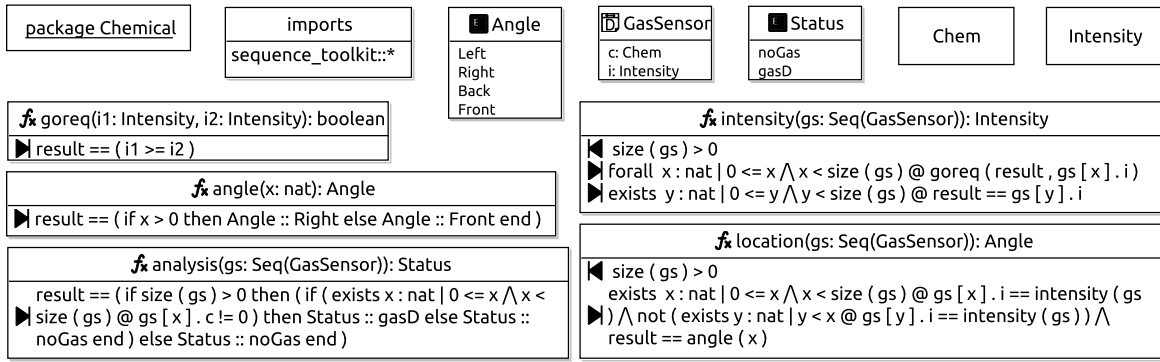 package Chemical
imports
sequence_toolkit::*
E Angle
Left
Right
Back
Front
D GasSensor
c: Chem
i: Intensity
E Status
noGas
gasD
Chem
Intensity
fx goreq(i1: Intensity, i2: Intensity): boolean
result == ( i1 >= i2 )
fx angle(x: nat): Angle
result == ( if x > 0 then Angle :: Right else Angle :: Front end )
fx analysis(gs: Seq(GasSensor)): Status
result == ( if size ( gs ) > 0 then ( if ( exists x : nat | 0 <= x /\ x <
size ( gs ) @ gs [ x ] . c != 0 ) then Status :: gasD else Status ::
noGas end ) else Status :: noGas end )
fx intensity(gs: Seq(GasSensor)): Intensity
size ( gs ) > 0
forall x : nat | 0 <= x /\ x < size ( gs ) @ goreq ( result , gs [ x ] . i )
exists y : nat | 0 <= y /\ y < size ( gs ) @ result == gs [ y ] . i
fx location(gs: Seq(GasSensor)): Angle
size ( gs ) > 0
exists x : nat | 0 <= x /\ x < size ( gs ) @ gs [ x ] . i == intensity ( gs
) /\ not ( exists y : nat | y < x @ gs [ y ] . i == intensity ( gs ) ) /\
result == angle ( x )